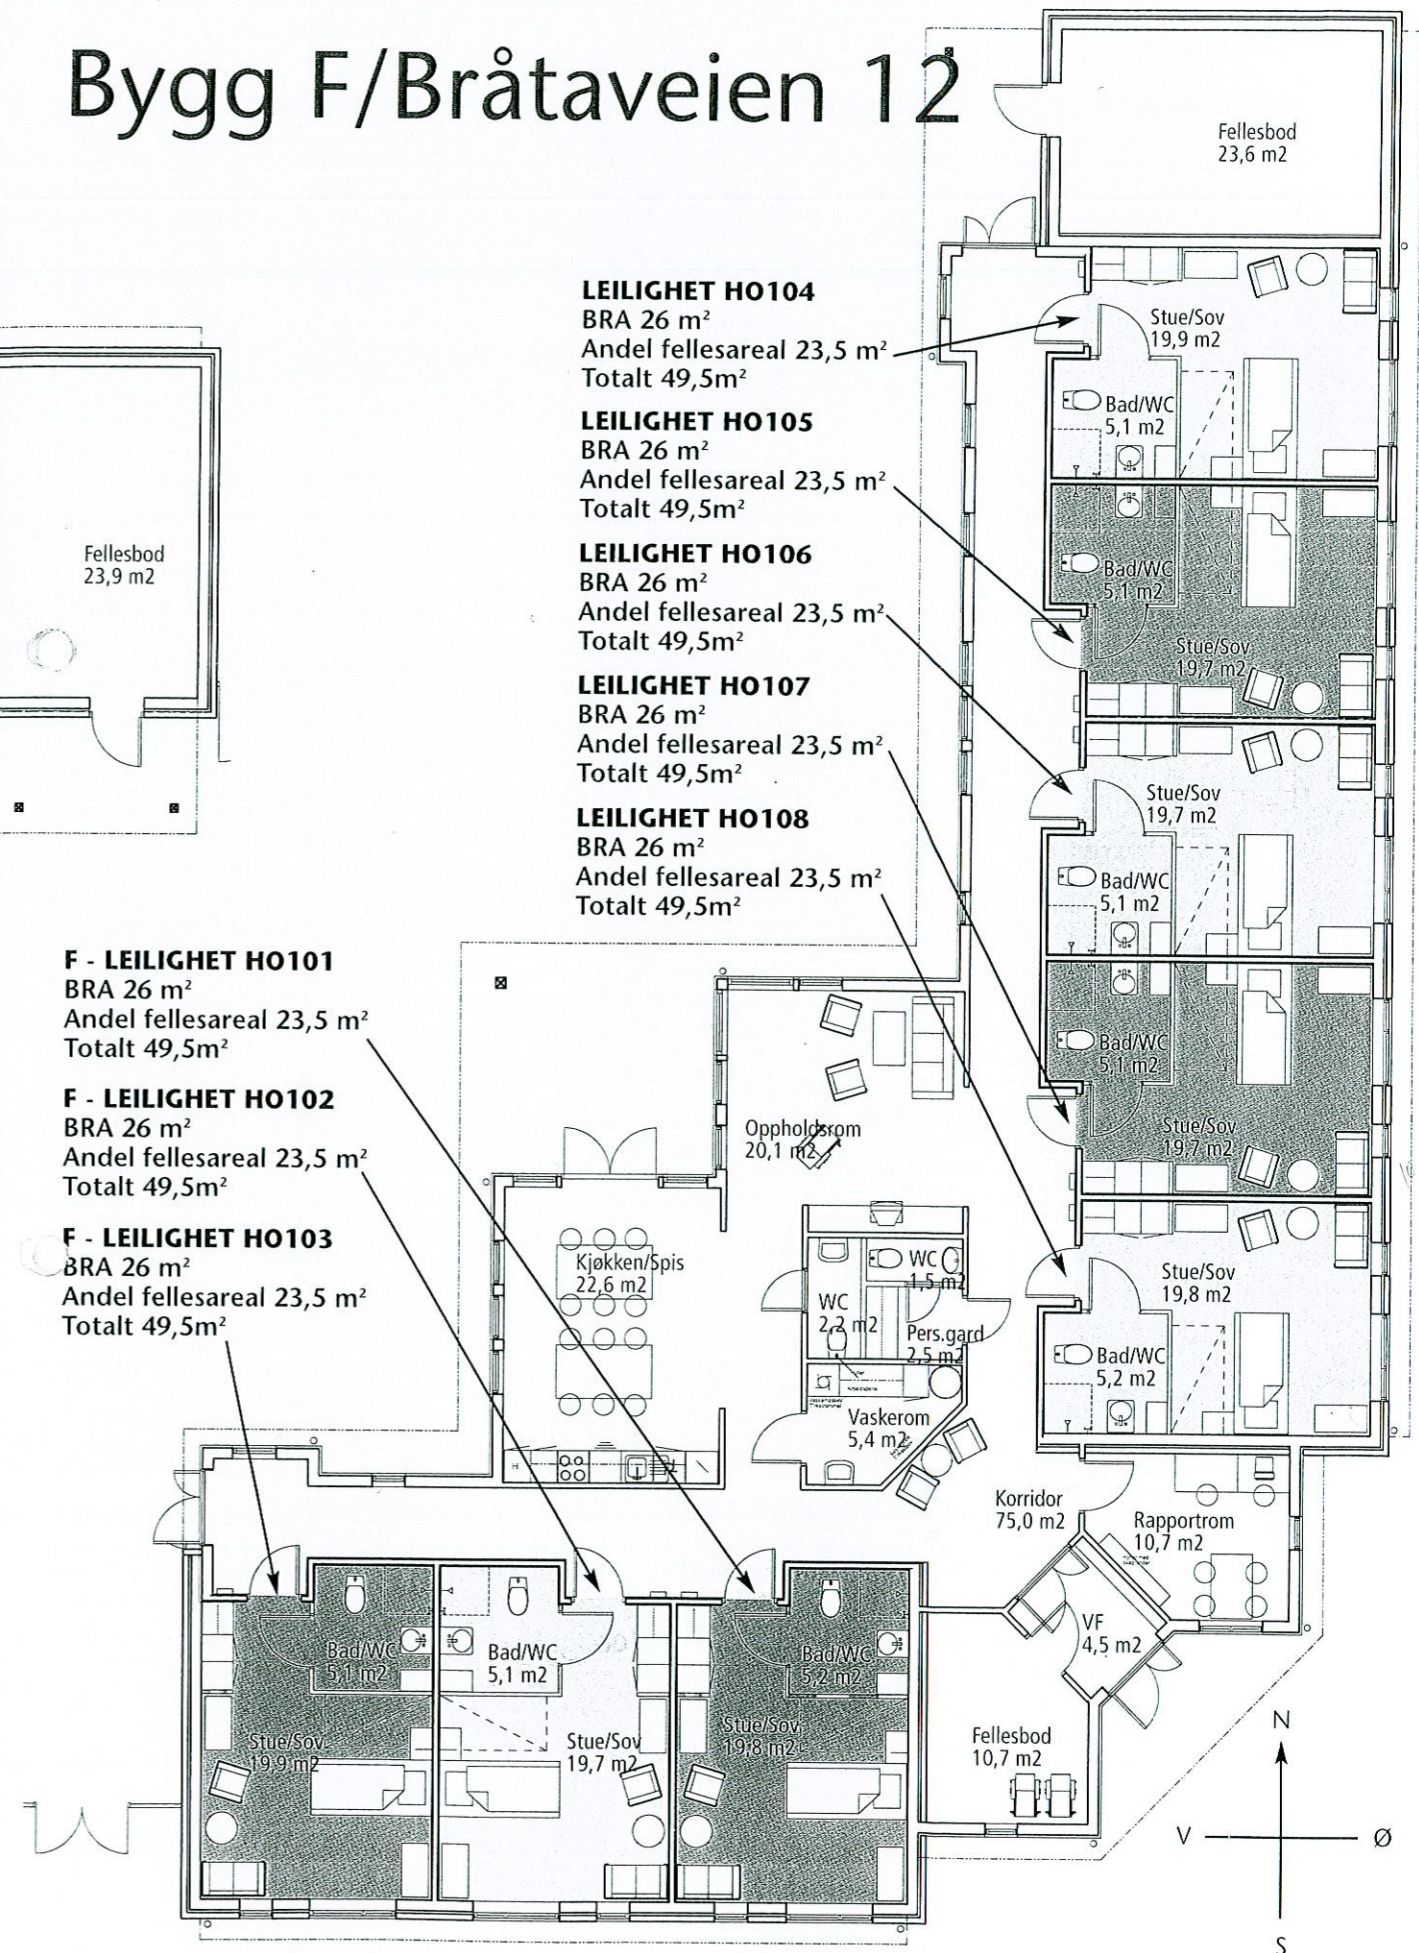 Bygg F/Bråtaveien 12
Fellesbod
23,6 m2
LEILIGHET HO104
BRA 26 m²
Andel fellesareal 23,5 m²
Totalt 49,5m²
Stue/Sov
19,9 m2
Bad/WC
5,1 m2
LEILIGHET HO105
BRA 26 m²
Andel fellesareal 23,5 m²
Totalt 49,5m²
Fellesbod
23,9 m2
Bad/WC
5,1 m2
Stue/Sov
19,7 m2
LEILIGHET HO106
BRA 26 m²
Andel fellesareal 23,5 m²
Totalt 49,5m²
LEILIGHET HO107
BRA 26 m²
Andel fellesareal 23,5 m²
Totalt 49,5m²
Stue/Sov
19,7 m2
Bad/WC
5,1 m2
LEILIGHET HO108
BRA 26 m²
Andel fellesareal 23,5 m²
Totalt 49,5m²
F - LEILIGHET HO101
BRA 26 m²
Andel fellesareal 23,5 m²
Totalt 49,5m²
Bad/WC
5,1 m2
Stue/Sov
19,7 m2
F - LEILIGHET HO102
BRA 26 m²
Andel fellesareal 23,5 m²
Totalt 49,5m²
Oppholdsrom
20,1 m2
F - LEILIGHET HO103
BRA 26 m²
Andel fellesareal 23,5 m²
Totalt 49,5m²
Kjøkken/Spis
22,6 m2
WC
1,5 m2
WC
2,2 m2
Pers.gard
2,5 m2
Stue/Sov
19,8 m2
Bad/WC
5,2 m2
Vaskerom
5,4 m2
H
Korridor
75,0 m2
Rapportrom
10,7 m2
VF
4,5 m2
Bad/WC
5,1 m2
Bad/WC
5,1 m2
Bad/WC
5,2 m2
Stue/Sov
19,9 m2
Stue/Sov
19,7 m2
Stue/Sov
19,8 m2
Fellesbod
10,7 m2
N
V
Ø
S